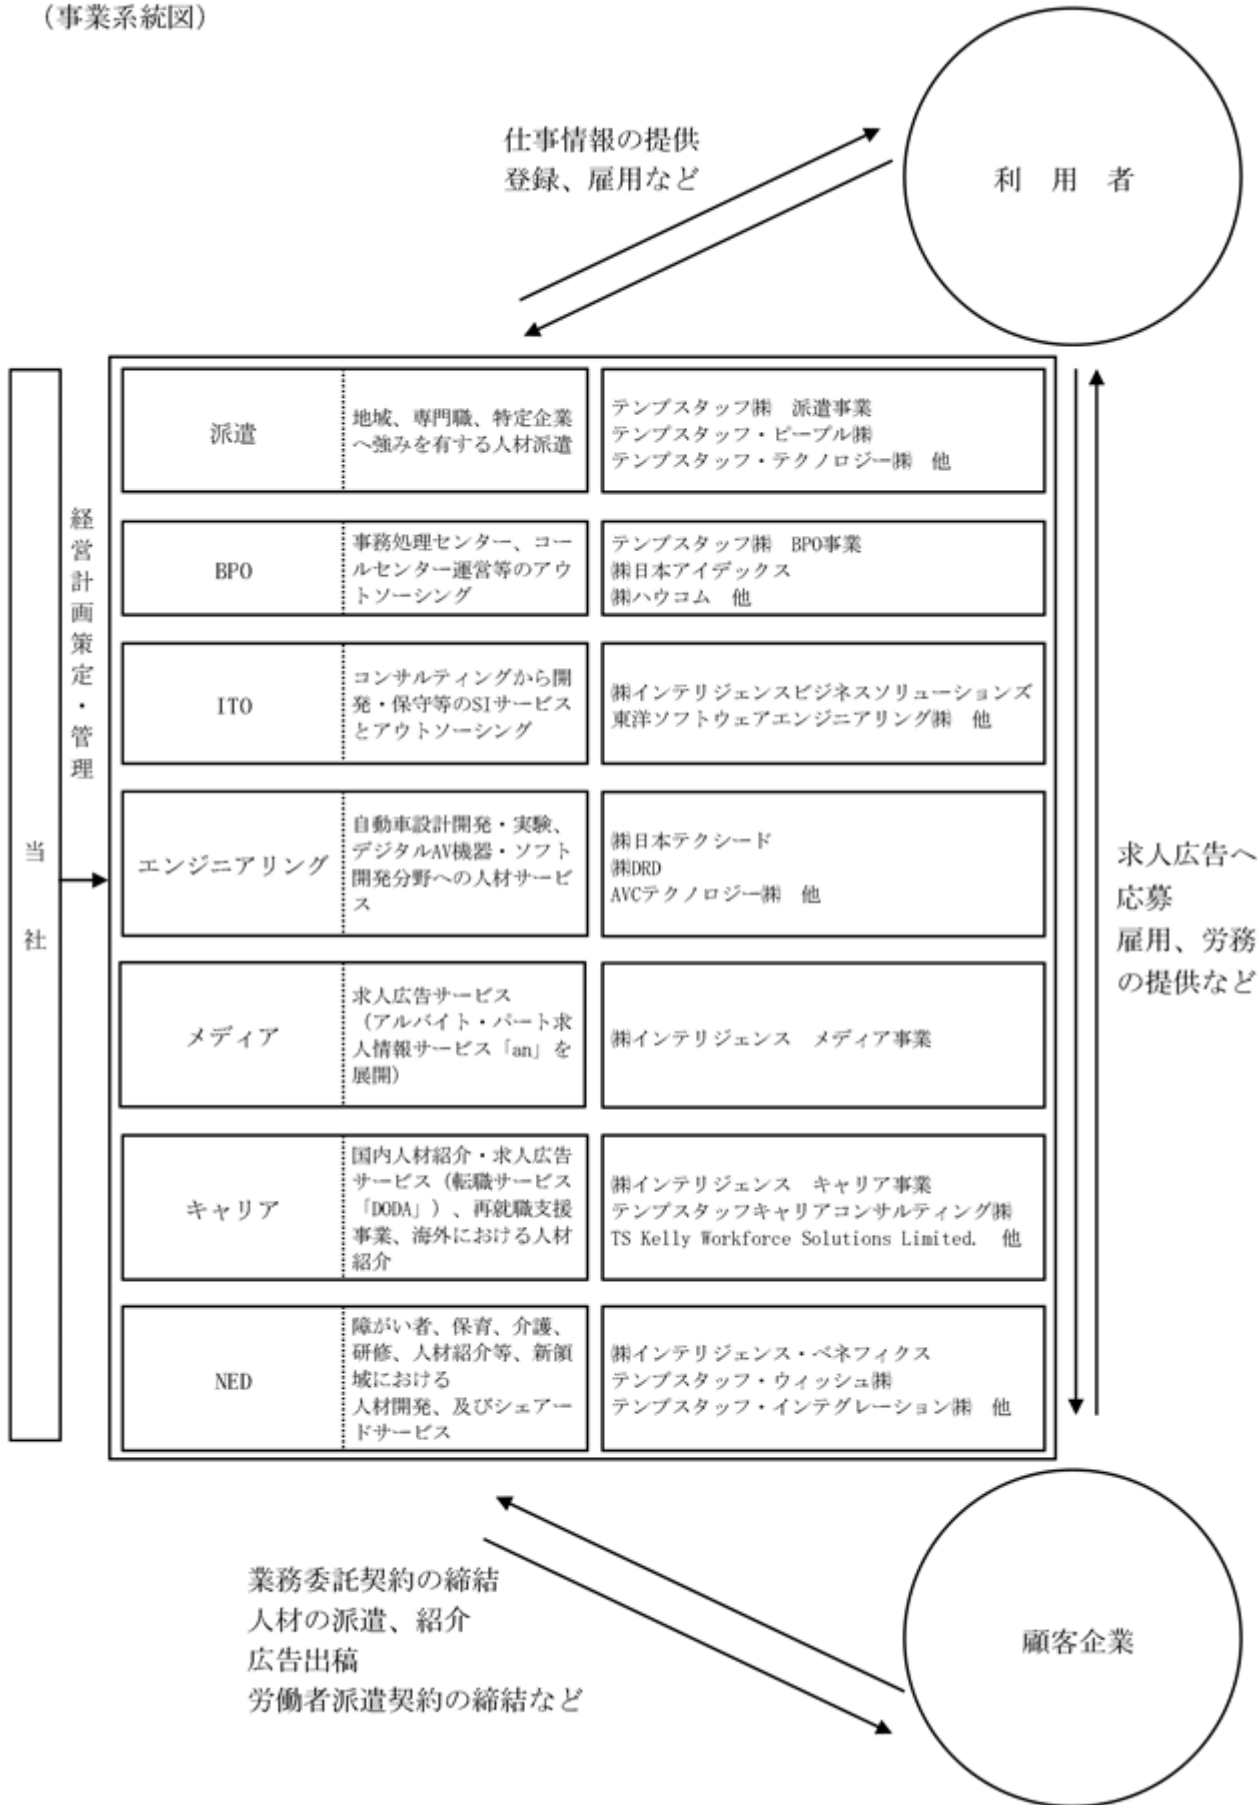 （事業系統図）
仕事情報の提供
登録、雇用など
利　用　者
当　社
経営計画策定・管理
派遣
地域、専門職、特定企業
へ強みを有する人材派遣
テンプスタッフ㈱　派遣事業
テンプスタッフ・ピープル㈱
テンプスタッフ・テクノロジー㈱　他
BPO
事務処理センター、コー
ルセンター運営等のアウ
トソーシング
テンプスタッフ㈱　BPO事業
㈱日本アイデックス
㈱ハウコム　他
ITO
コンサルティングから開
発・保守等のSIサービス
とアウトソーシング
㈱インテリジェンスビジネスソリューションズ
東洋ソフトウェアエンジニアリング㈱　他
エンジニアリング
自動車設計開発・実験、
デジタルAV機器・ソフト
開発分野への人材サービ
ス
㈱日本テクシード
㈱DRD
AVCテクノロジー㈱　他
メディア
求人広告サービス
（アルバイト・パート求
人情報サービス「an」を
展開）
㈱インテリジェンス　メディア事業
キャリア
国内人材紹介・求人広告
サービス（転職サービス
「DODA」）、再就職支援
事業、海外における人材
紹介
㈱インテリジェンス　キャリア事業
テンプスタッフキャリアコンサルティング㈱
TS Kelly Workforce Solutions Limited.　他
NED
障がい者、保育、介護、
研修、人材紹介等、新領
域における
人材開発、及びシェアー
ドサービス
㈱インテリジェンス・ベネフィクス
テンプスタッフ・ウィッシュ㈱
テンプスタッフ・インテグレーション㈱　他
求人広告へ
応募
雇用、労務
の提供など
業務委託契約の締結
人材の派遣、紹介
広告出稿
労働者派遣契約の締結など
顧客企業